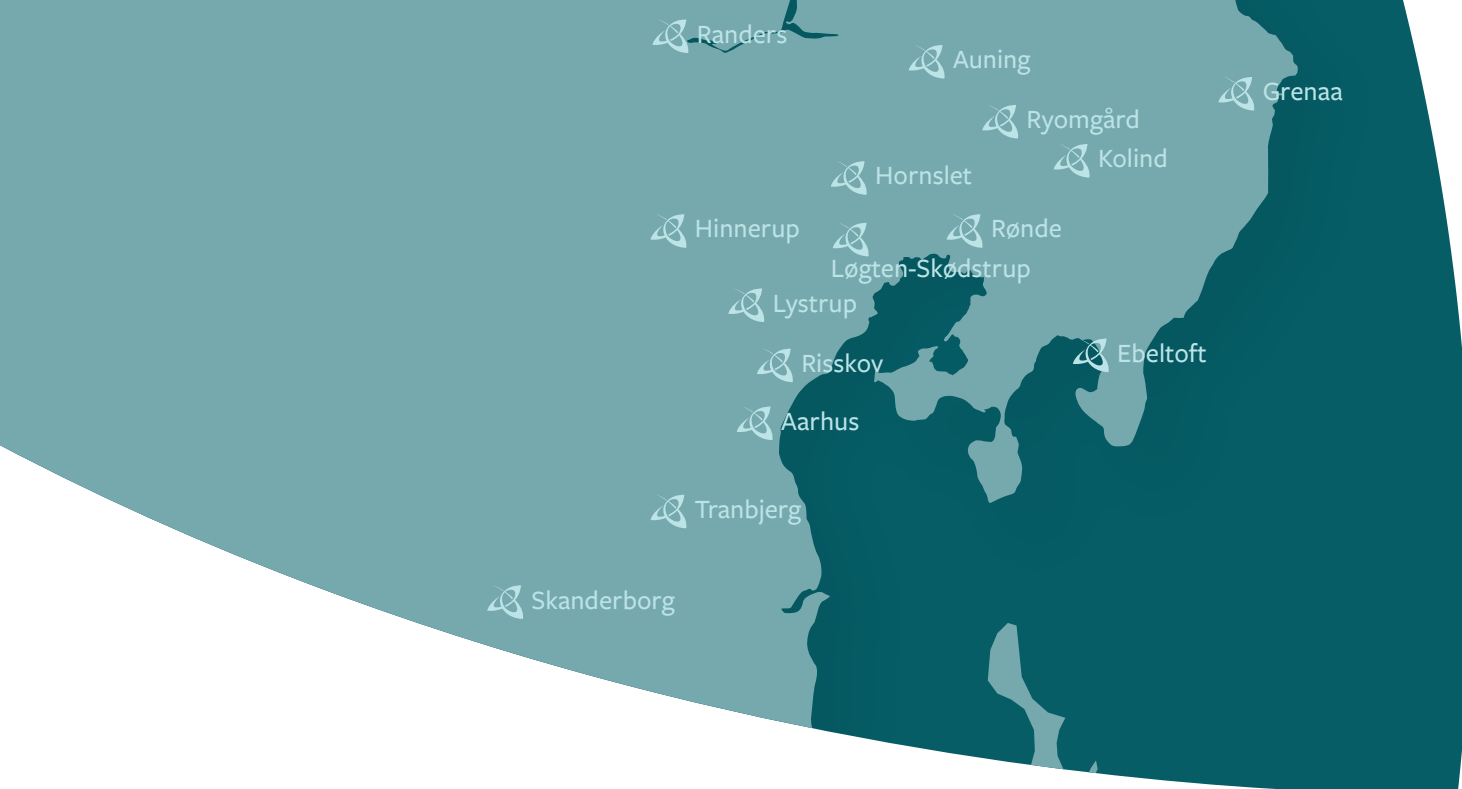 Randers
Auning
Grenaa
Ryomgård
Kolind
Hornslet
Hinnerup
Rønde
Løgten-Skødstrup
Lystrup
Ebeltoft
Risskov
Aarhus
Tranbjerg
Skanderborg